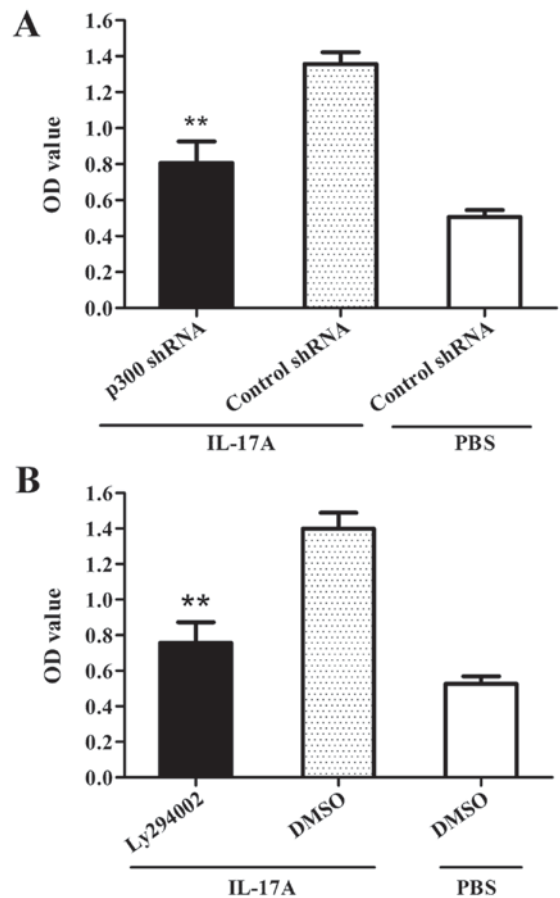 A
OD value
1.6
1.4
1.2
1.0
0.8
0.6
0.4
0.2
0.0
**
p300 shRNA
Control shRNA
Control shRNA
IL-17A
PBS
B
OD value
1.6
1.4
1.2
1.0
0.8
0.6
0.4
0.2
0.0
**
Ly294002
DMSO
DMSO
IL-17A
PBS